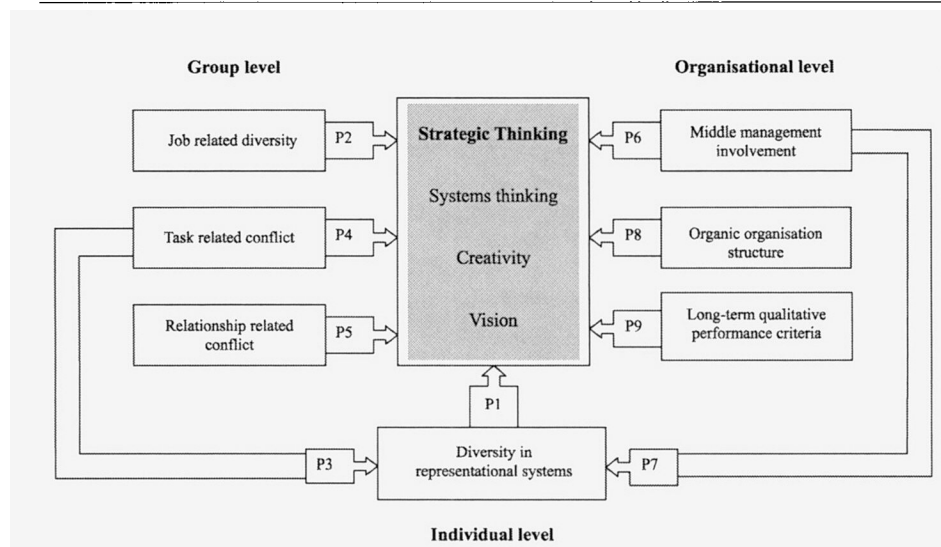 Group level
Organisational level
Job related diversity
P2
Strategic Thinking
P6
Middle management
involvement
Systems thinking
Task related conflict
P4
P8
Organic organisation
structure
Creativity
Relationship related
conflict
P5
Vision
P9
Long-term qualitative
performance criteria
P1
P3
Diversity in
representational systems
P7
Individual level